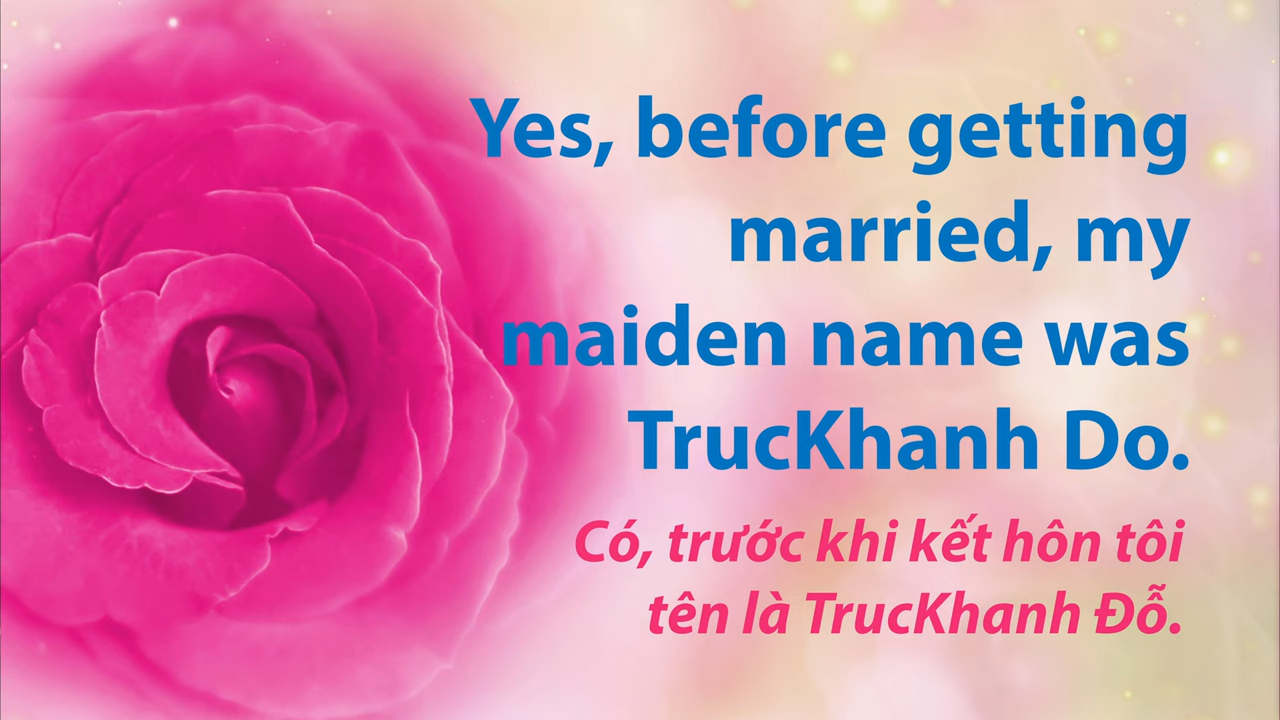 Yes, before getting
married, my
maiden name was
TrucKhanh Do.
Có, trước khi kết hôn tôi
tên là TrucKhanh Đỗ.